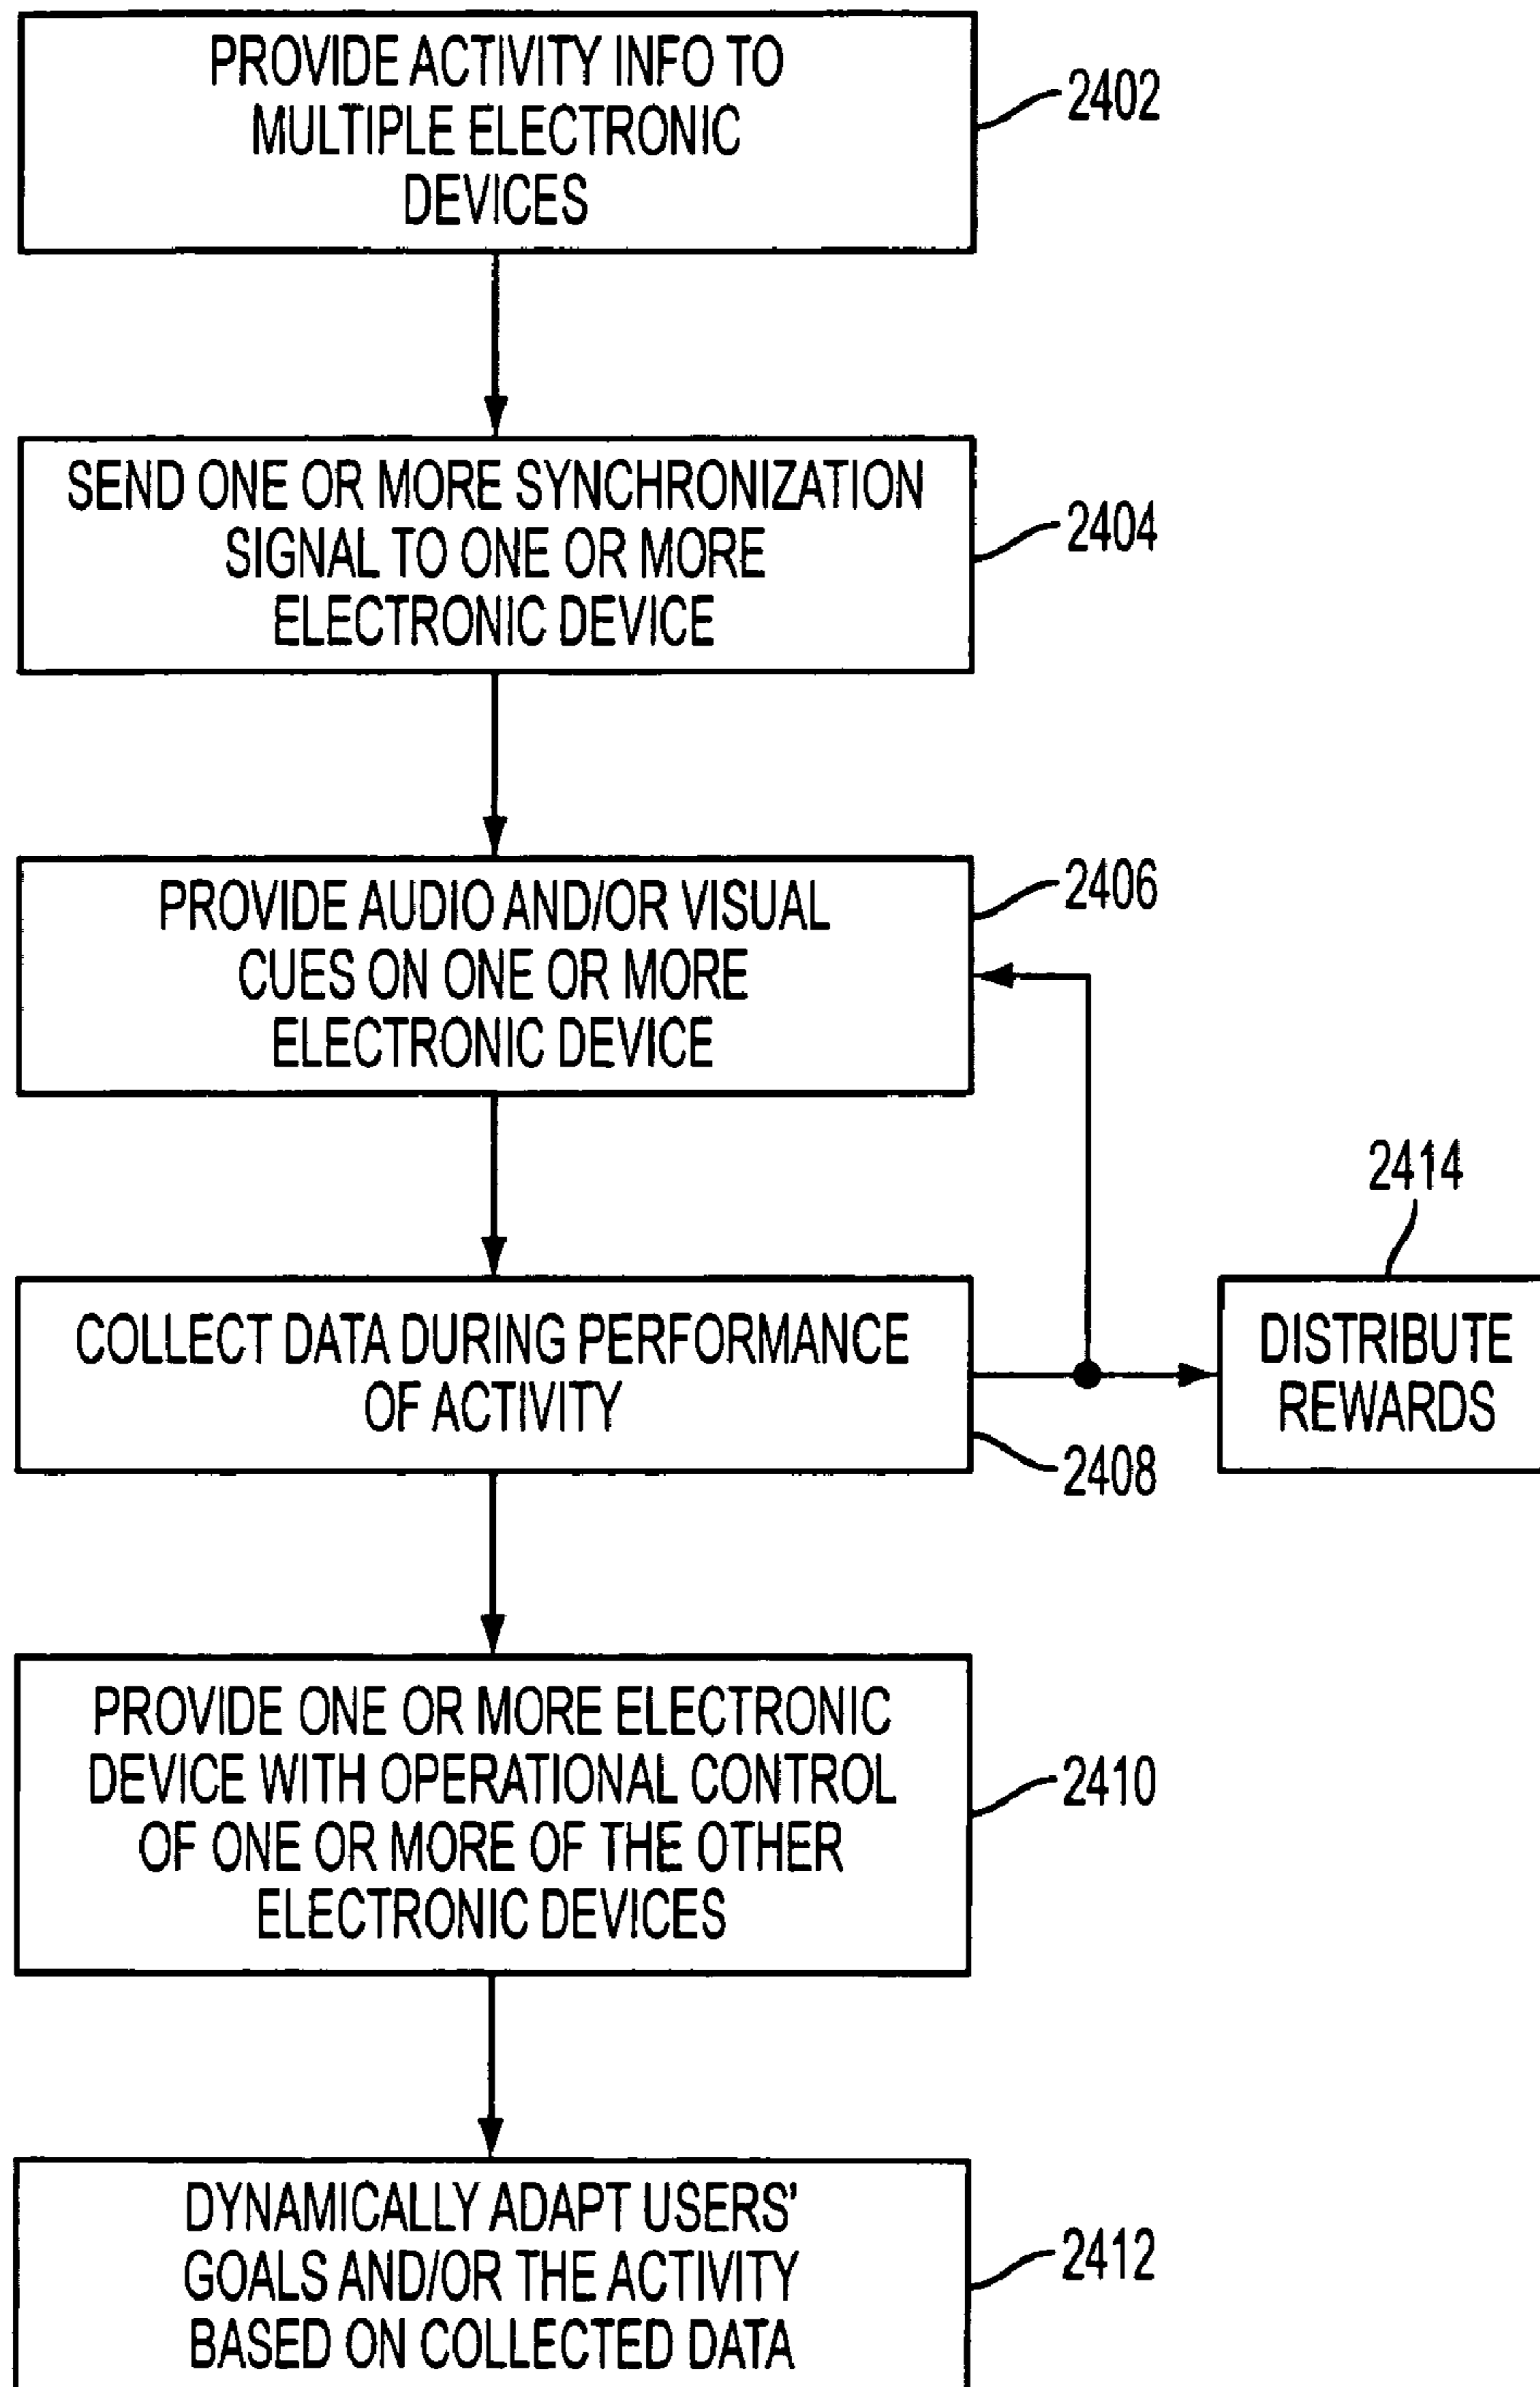 PROVIDE ACTIVITY INFO TO
MULTIPLE ELECTRONIC
DEVICES
2402
SEND ONE OR MORE SYNCHRONIZATION
SIGNAL TO ONE OR MORE
ELECTRONIC DEVICE
2404
PROVIDE AUDIO AND/OR VISUAL
CUES ON ONE OR MORE
ELECTRONIC DEVICE
2406
COLLECT DATA DURING PERFORMANCE
OF ACTIVITY
2408
2414
DISTRIBUTE
REWARDS
PROVIDE ONE OR MORE ELECTRONIC
DEVICE WITH OPERATIONAL CONTROL
OF ONE OR MORE OF THE OTHER
ELECTRONIC DEVICES
2410
DYNAMICALLY ADAPT USERS'
GOALS AND/OR THE ACTIVITY
BASED ON COLLECTED DATA
2412